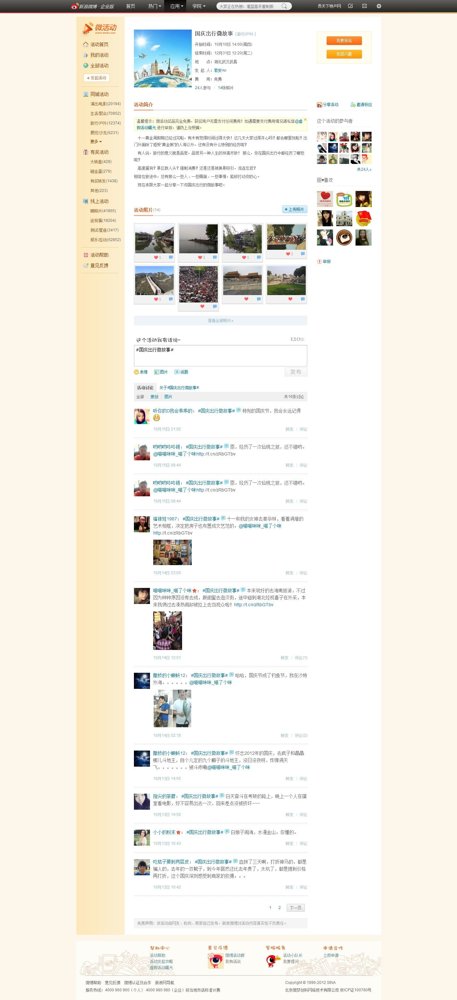 新浪微博 · 企业版
首页
热门
应用
学院
大家正在热搜：灌篮高手重制版
贡天下特产网
微活动
event.weibo.com
活动首页
我的活动
全部活动
+ 发起活动
同城活动
演出/电影(20194)
生活/聚会(70952)
旅行/户外(12374)
展览/沙龙(6231)
更多
有奖活动
大转盘(429)
砸金蛋(276)
有奖转发(1438)
其他(223)
线上活动
晒照片(41865)
送祝福(18204)
测试/星座(3417)
娱乐/互动(52852)
活动帮助
意见反馈
国庆出行微故事 [ 旅行/户外 ]
开始时间：10月10日 14:00(周四)
结束时间：12月31日 12:20(周二)
地 点：湖北武汉武昌
发 起 人：若安An
费 用：免费
24人参与 | 14张照片
我要报名
我感兴趣
活动简介
温馨提示：微活动奖品完全免费，获奖用户无需支付任何费用！如遇需要支付费用情况请私信@虚
假活动曝光 进行举报，谨防上当受骗。
十一黄金周假期已经过完啦，有木有觉得时间过得太快！这几天大家过得开心吗？都去哪里玩啦？出
门外面除了感受“黄金粥”的人海以外，还有没有什么特别的经历呢？
有人说，旅行的意义就是品尝，品尝另一种人生的淋漓尽致！ 那么，你在国庆出行中都经历了哪些
呢？
高速遛狗？景区数人头？强制消费？还是还是被美景吸引，流连忘返？
相信在旅途中，总有那么一些人、一些画面、一些事情，能够打动你的心。
现在来跟大家一起分享一下你国庆出行的微故事吧。
分享活动
邀请粉丝
这个活动的参与者
共24人»
图♥喜欢
举报
活动照片(14)
+ 上传照片
1
1
1
1
1
查看全部照片»
这个活动我有话说~
120字
#国庆出行微故事#
表情
图片
话题
发布
活动讨论
关于#国庆出行微故事#
全部 | 原创 | 图片
共16条讨论
听你的D我会乖乖的： #国庆出行微故事# 特别的国庆节，我会永远记得
10月15日 21:02
转发 | 评论
哟哟哟咚咚锵： #国庆出行微故事# 恩，经历了一次仙桃之旅，还不错哟。
@喵喵咪咪_喵了个咪http://t.cn/zRbGTbv
10月15日 08:44
转发 | 评论
哟哟哟咚咚锵： #国庆出行微故事# 恩，经历了一次仙桃之旅，还不错哟。
@喵喵咪咪_喵了个咪http://t.cn/zRbGTbv
10月15日 08:44
转发 | 评论
福禄娃1987： #国庆出行微故事# 十一和我的女神去昙华林，看着满墙的
艺术相框，决定把房子也布置成文艺范的。@喵喵咪咪_喵了个咪
http://t.cn/zRbGTbv
10月14日 23:00
转发 | 评论
喵喵咪咪_喵了个咪： #国庆出行微故事# 本来说好的去海南旅游，不过
因为种种原因没有去成，跟闺蜜去逛汉街，途中碰到湖北经视喜子在外采，本
来我俩过去凑热闹却被拉上去当观众啦！http://t.cn/zRbGTbv
10月14日 12:51
转发 | 评论(1)
撒娇的小蝌蚪12： #国庆出行微故事# 哈哈，国庆节成了钓鱼节，我在沙特
外海。。。。。。@喵喵咪咪_喵了个咪
10月14日 02:18
转发 | 评论(2)
撒娇的小蝌蚪12： #国庆出行微故事# 怀念2012年的国庆，去疯子和晶晶
哪儿斗地主，自个儿定的九个癞子的斗地主，没日没夜呀，炸弹满天
飞。。。。。。。被斗疼嘞@喵喵咪咪_喵了个咪
10月13日 14:55
转发 | 评论
指尖的荼靡： #国庆出行微故事# 白天奋斗在考研的路上，晚上一个人在寝
室看电影，好不容易出去一次，回来差点没被挤坏~~~
10月13日 14:50
转发 | 评论
小小的粉末： #国庆出行微故事# 白娘子闹海，水漫金山。你懂的。
10月13日 10:43
转发 | 评论
吃桔子要剥两层皮： #国庆出行微故事# 血拼了三天啊，打折神马的，都是
骗人的，去年的一双靴子，到今年居然还比去年贵了，太坑了，都是提到价格
再打折，这个国庆深刻感受到商家的狡猾。。。
10月13日 10:42
转发 | 评论
1 2 下一页
免责声明：该活动由网友、机构、商家自己发布，新浪微博对活动内容真实性不负责任。
帮助中心
活动帮助
活动发起攻略
虚假活动曝光
意见反馈
微博活动群
我有话说
客服服务
活动小队长
我要提问
申请合作
立即申请
微博帮助 意见反馈 微博认证及合作 新浪网导航
服务热线：4000 960 960（个人） 4000 980 980（企业）按当地市话标准计费
Copyright © 1996-2012 SINA
北京微梦创科网络技术有限公司 京ICP证100780号